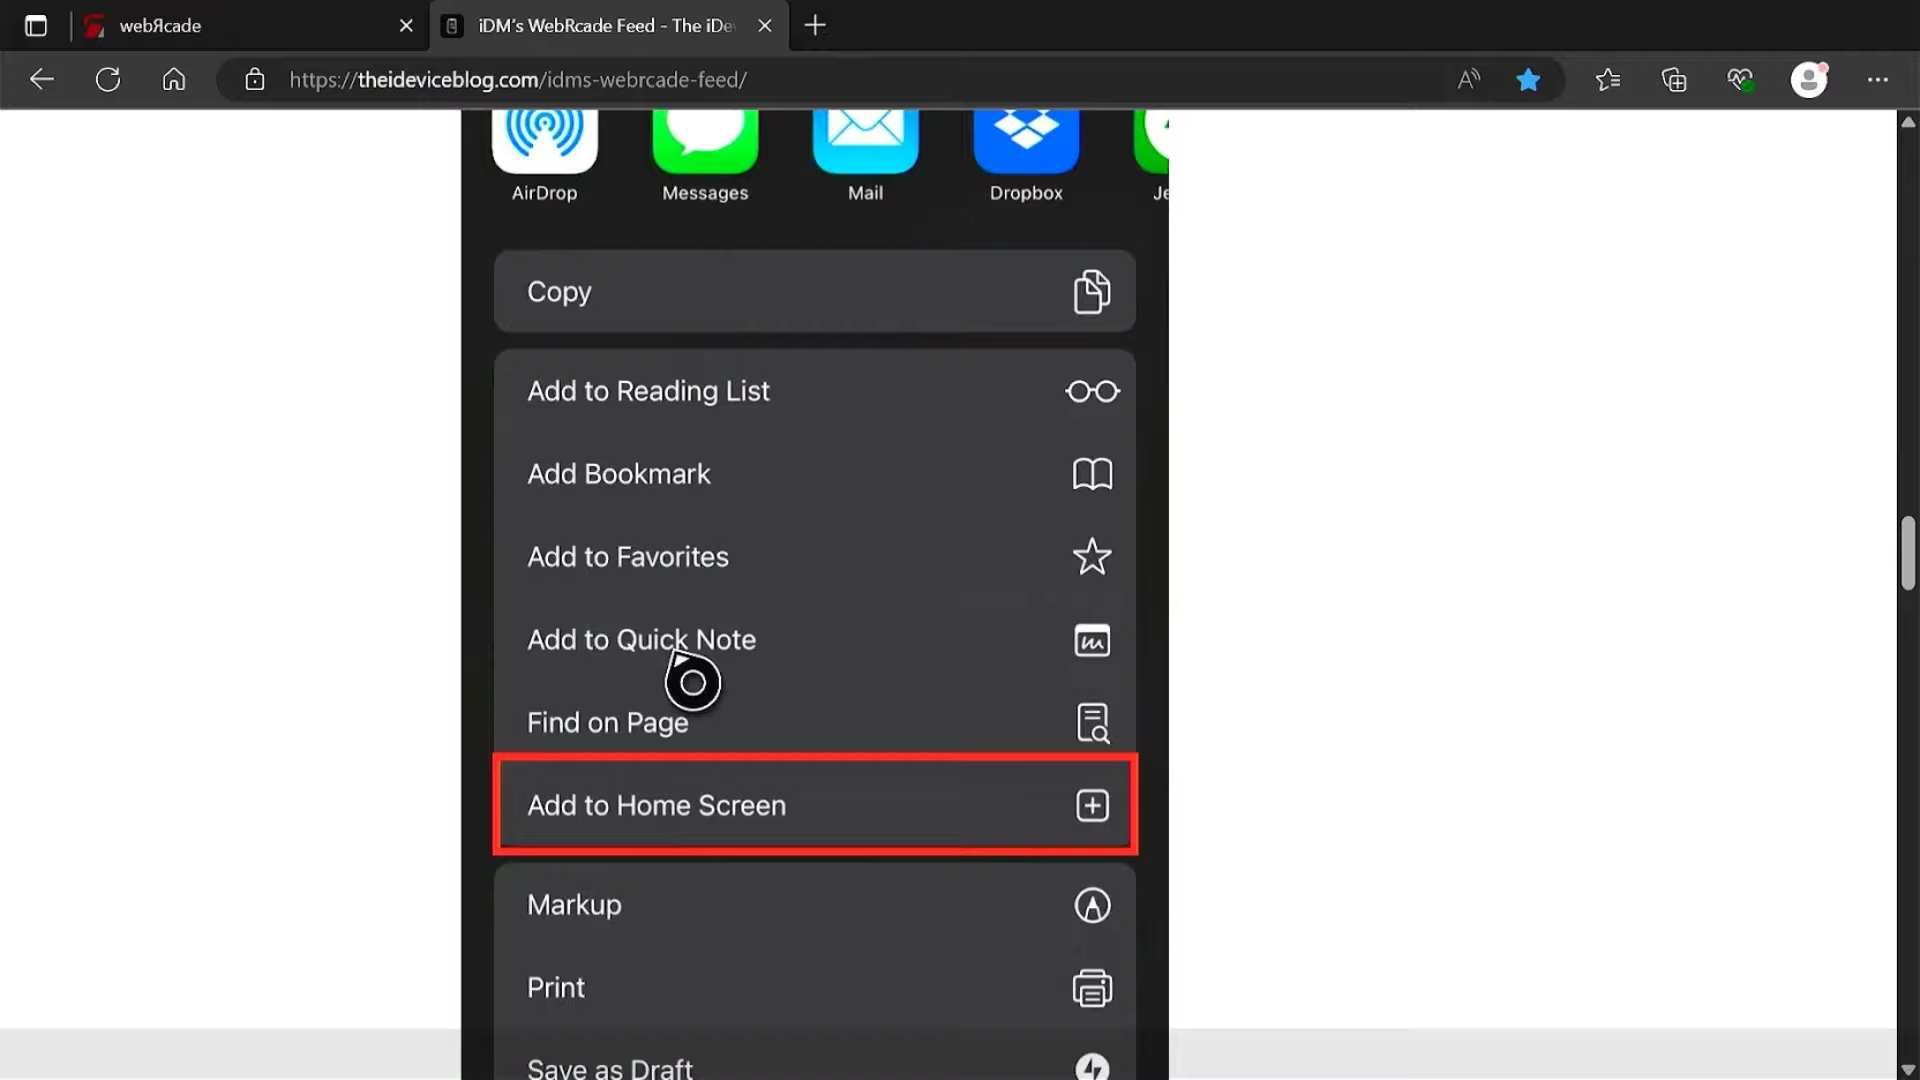 webЯcade
iDM's WebRcade Feed - The iDe
https://theideviceblog.com/idms-webrcade-feed/
AirDrop Messages Mail Dropbox Je
Copy
Add to Reading List
Add Bookmark
Add to Favorites
Add to Quick Note
Find on Page
Add to Home Screen
Markup
Print
Save as Draft